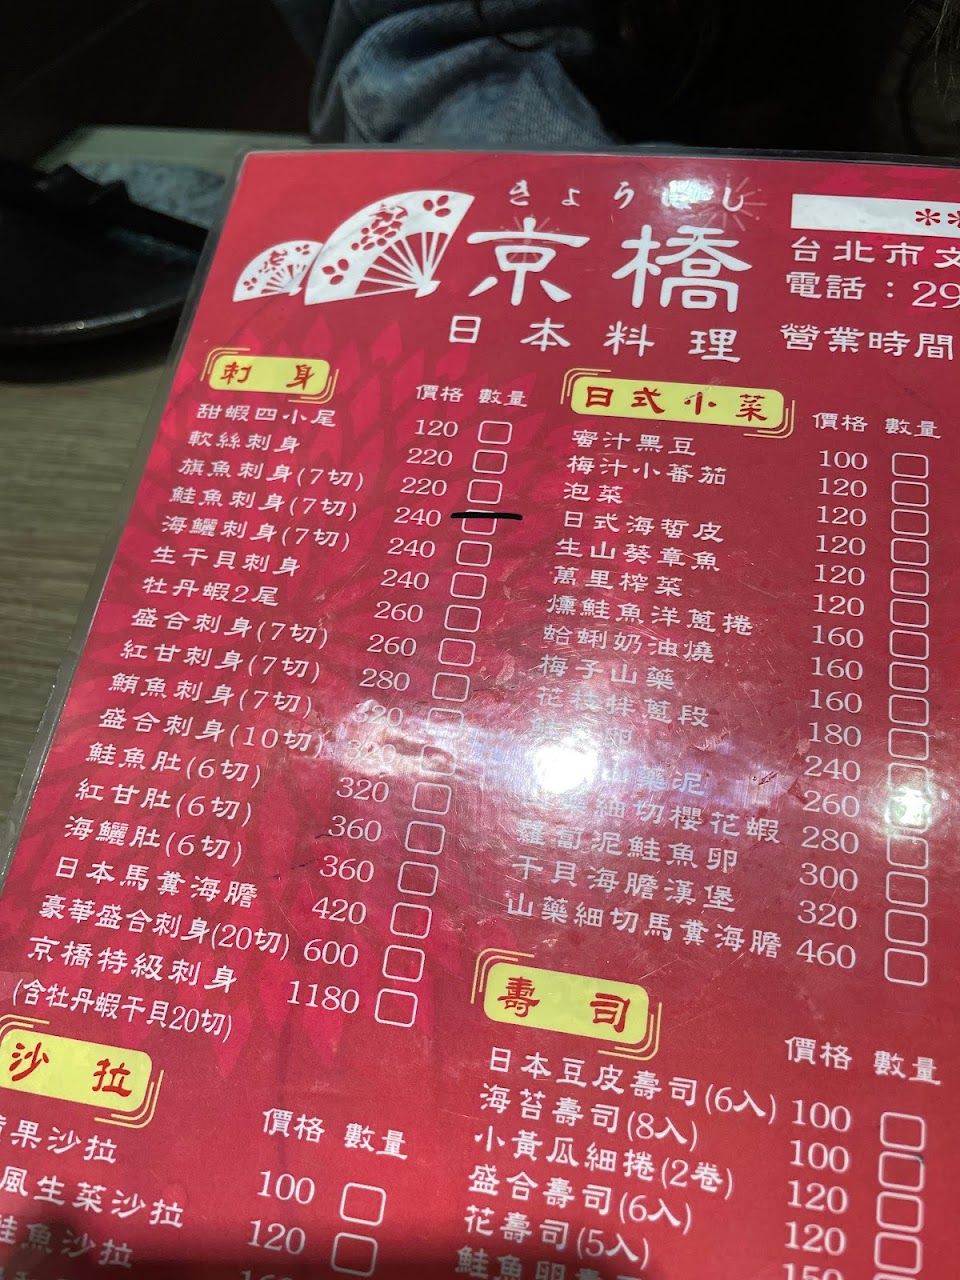 きょうばし
京橋
日本料理
**
台北市文
電話：29
營業時間
刺身 價格 數量
甜蝦四小尾 120
軟絲刺身 220
旗魚刺身(7切) 220
鮭魚刺身(7切) 240
海鱺刺身(7切) 240
生干貝刺身 240
牡丹蝦2尾 260
盛合刺身(7切) 260
紅甘刺身(7切) 280
鮪魚刺身(7切) 320
盛合刺身(10切) 320
鮭魚肚(6切) 320
紅甘肚(6切) 360
海鱺肚(6切) 360
日本馬糞海膽 420
豪華盛合刺身(20切) 600
京橋特級刺身 1180
(含牡丹蝦干貝20切)
沙拉 價格 數量
果沙拉 100
風生菜沙拉 120
鮭魚沙拉
日式小菜 價格 數量
蜜汁黑豆 100
梅汁小蕃茄 120
泡菜 120
日式海蜇皮 120
生山葵章魚 120
萬里榨菜 120
燻鮭魚洋蔥捲 160
蛤蜊奶油燒 160
梅子山藥 160
花枝拌蔥段 180
卵 240
山藥泥 260
細切櫻花蝦 280
蘿蔔泥鮭魚卵 300
干貝海膽漢堡 320
山藥細切馬糞海膽 460
壽司 價格 數量
日本豆皮壽司(6入) 100
海苔壽司(8入) 100
小黃瓜細捲(2卷) 120
盛合壽司(6入) 120
花壽司(5入) 150
鮭魚卵壽司